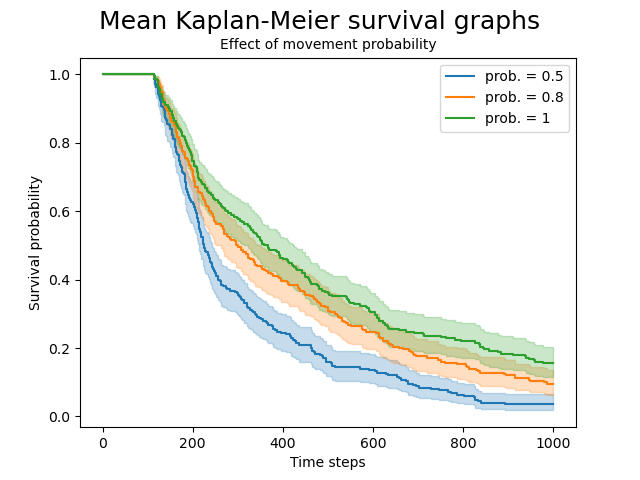 Mean Kaplan-Meier survival graphs
Effect of movement probability
prob. = 0.5
prob. = 0.8
prob. = 1
Survival probability
1.0
0.8
0.6
0.4
0.2
0.0
0 200 400 600 800 1000
Time steps